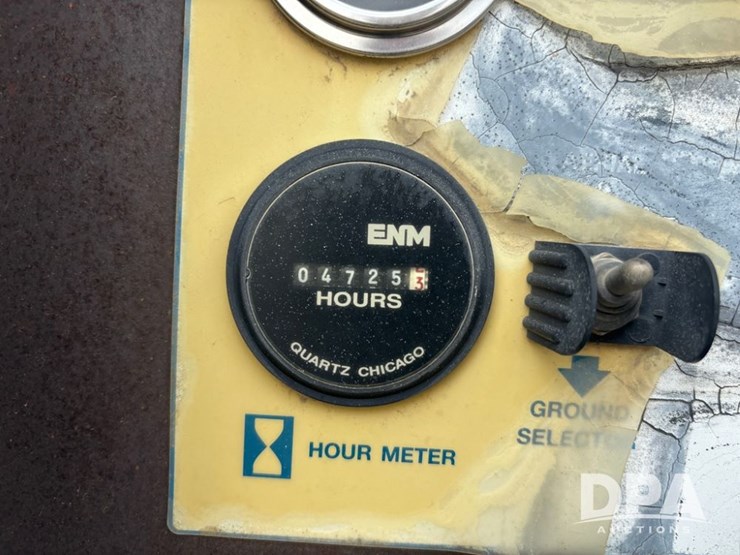 ENM
047253
HOURS
QUARTZ CHICAGO
HOUR METER
GROUND
SELECTOR
DPA
AUCTIONS